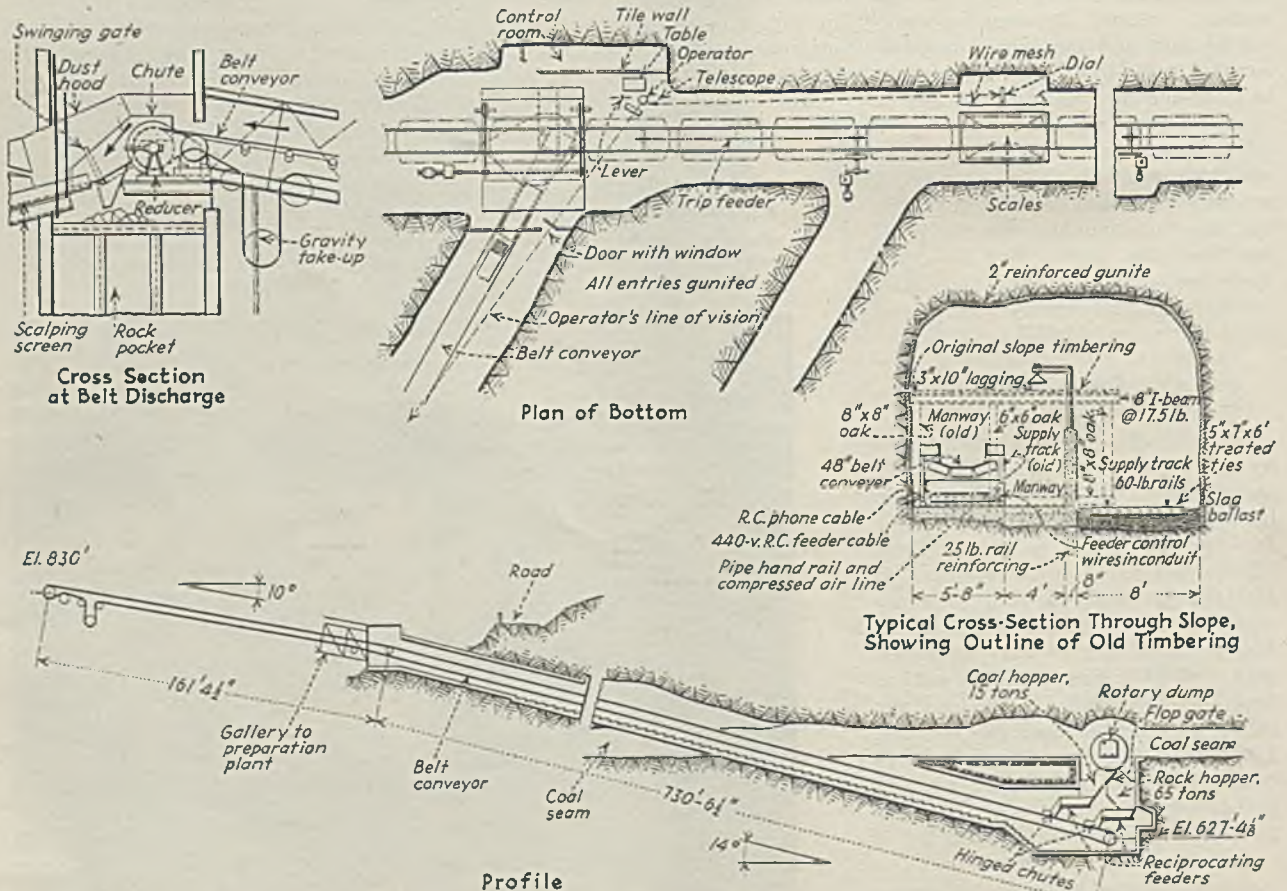 Swinging gate
Dust
hood
Chute
Belt
conveyor
Reducer
Gravity
take-up
Scalping
screen
Rock
pocket
Cross Section
at Belt Discharge
Control
room
Tile wall
Table
Operator
Telescope
Wire mesh
Dial
Lever
Trip feeder
Scales
Door with window
All entries gunited
Operator's line of vision
Belt conveyor
Plan of Bottom
2" reinforced gunite
Original slope timbering
3"x10" lagging
8" I-beam
@ 17.5 lb.
8"x8"
oak
Manway
(old)
6"x6" oak
Supply
track
(old)
8"x8" oak
5"x7"x6'
treated
ties
48" belt
conveyer
Manway
Supply track
60-lb. rails
Slag
ballast
R.C. phone cable
440-v. R.C. feeder cable
Pipe hand rail and
compressed air line
25 lb. rail
reinforcing
Feeder control
wires in conduit
5'-8"
4'
8"
8'
Typical Cross-Section Through Slope,
Showing Outline of Old Timbering
El. 830'
10°
Road
161'4½"
Gallery to
preparation
plant
Belt
conveyor
Coal
seam
730'-6½"
14°
Coal hopper,
15 tons
Rotary dump
Flop gate
Coal seam
Rock hopper,
65 tons
El. 627'-4⅛"
Hinged chutes
Reciprocating
feeders
Profile